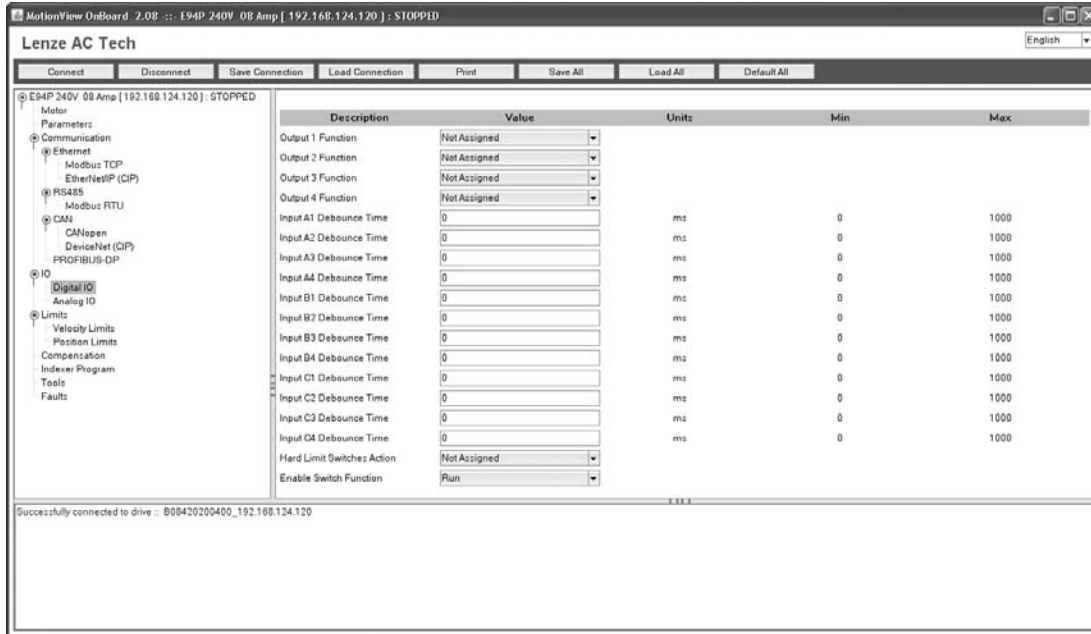 MotionView OnBoard 2.08 -::- E94P 240V 08 Amp [ 192.168.124.120 ] : STOPPED
Lenze AC Tech
English
Connect Disconnect Save Connection Load Connection Print Save All Load All Default All
E94P 240V 08 Amp [ 192.168.124.120 ] : STOPPED
Motor
Parameters
Communication
Ethernet
Modbus TCP
EtherNet/IP (CIP)
RS485
Modbus RTU
CAN
CANopen
DeviceNet (CIP)
PROFIBUS-DP
IO
Digital IO
Analog IO
Limits
Velocity Limits
Position Limits
Compensation
Indexer Program
Tools
Faults
Description Value Units Min Max
Output 1 Function Not Assigned
Output 2 Function Not Assigned
Output 3 Function Not Assigned
Output 4 Function Not Assigned
Input A1 Debounce Time 0 ms 0 1000
Input A2 Debounce Time 0 ms 0 1000
Input A3 Debounce Time 0 ms 0 1000
Input A4 Debounce Time 0 ms 0 1000
Input B1 Debounce Time 0 ms 0 1000
Input B2 Debounce Time 0 ms 0 1000
Input B3 Debounce Time 0 ms 0 1000
Input B4 Debounce Time 0 ms 0 1000
Input C1 Debounce Time 0 ms 0 1000
Input C2 Debounce Time 0 ms 0 1000
Input C3 Debounce Time 0 ms 0 1000
Input C4 Debounce Time 0 ms 0 1000
Hard Limit Switches Action Not Assigned
Enable Switch Function Run
Successfully connected to drive :: B08420200400_192.168.124.120